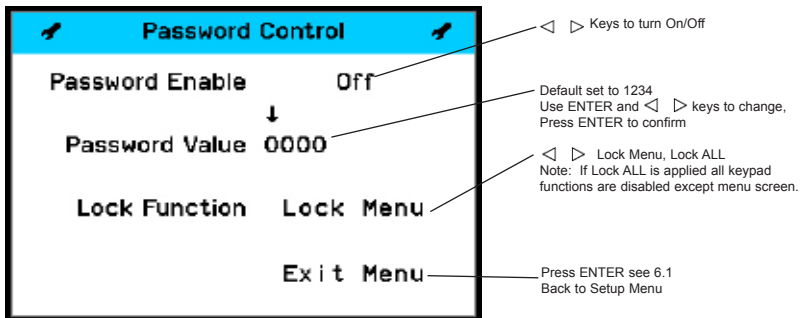 Password Control
Password Enable Off
↓
Password Value 0000
Lock Function Lock Menu
Exit Menu
◁ ▷ Keys to turn On/Off
Default set to 1234
Use ENTER and ◁ ▷ keys to change,
Press ENTER to confirm
◁ ▷ Lock Menu, Lock ALL
Note: If Lock ALL is applied all keypad
functions are disabled except menu screen.
Press ENTER see 6.1
Back to Setup Menu